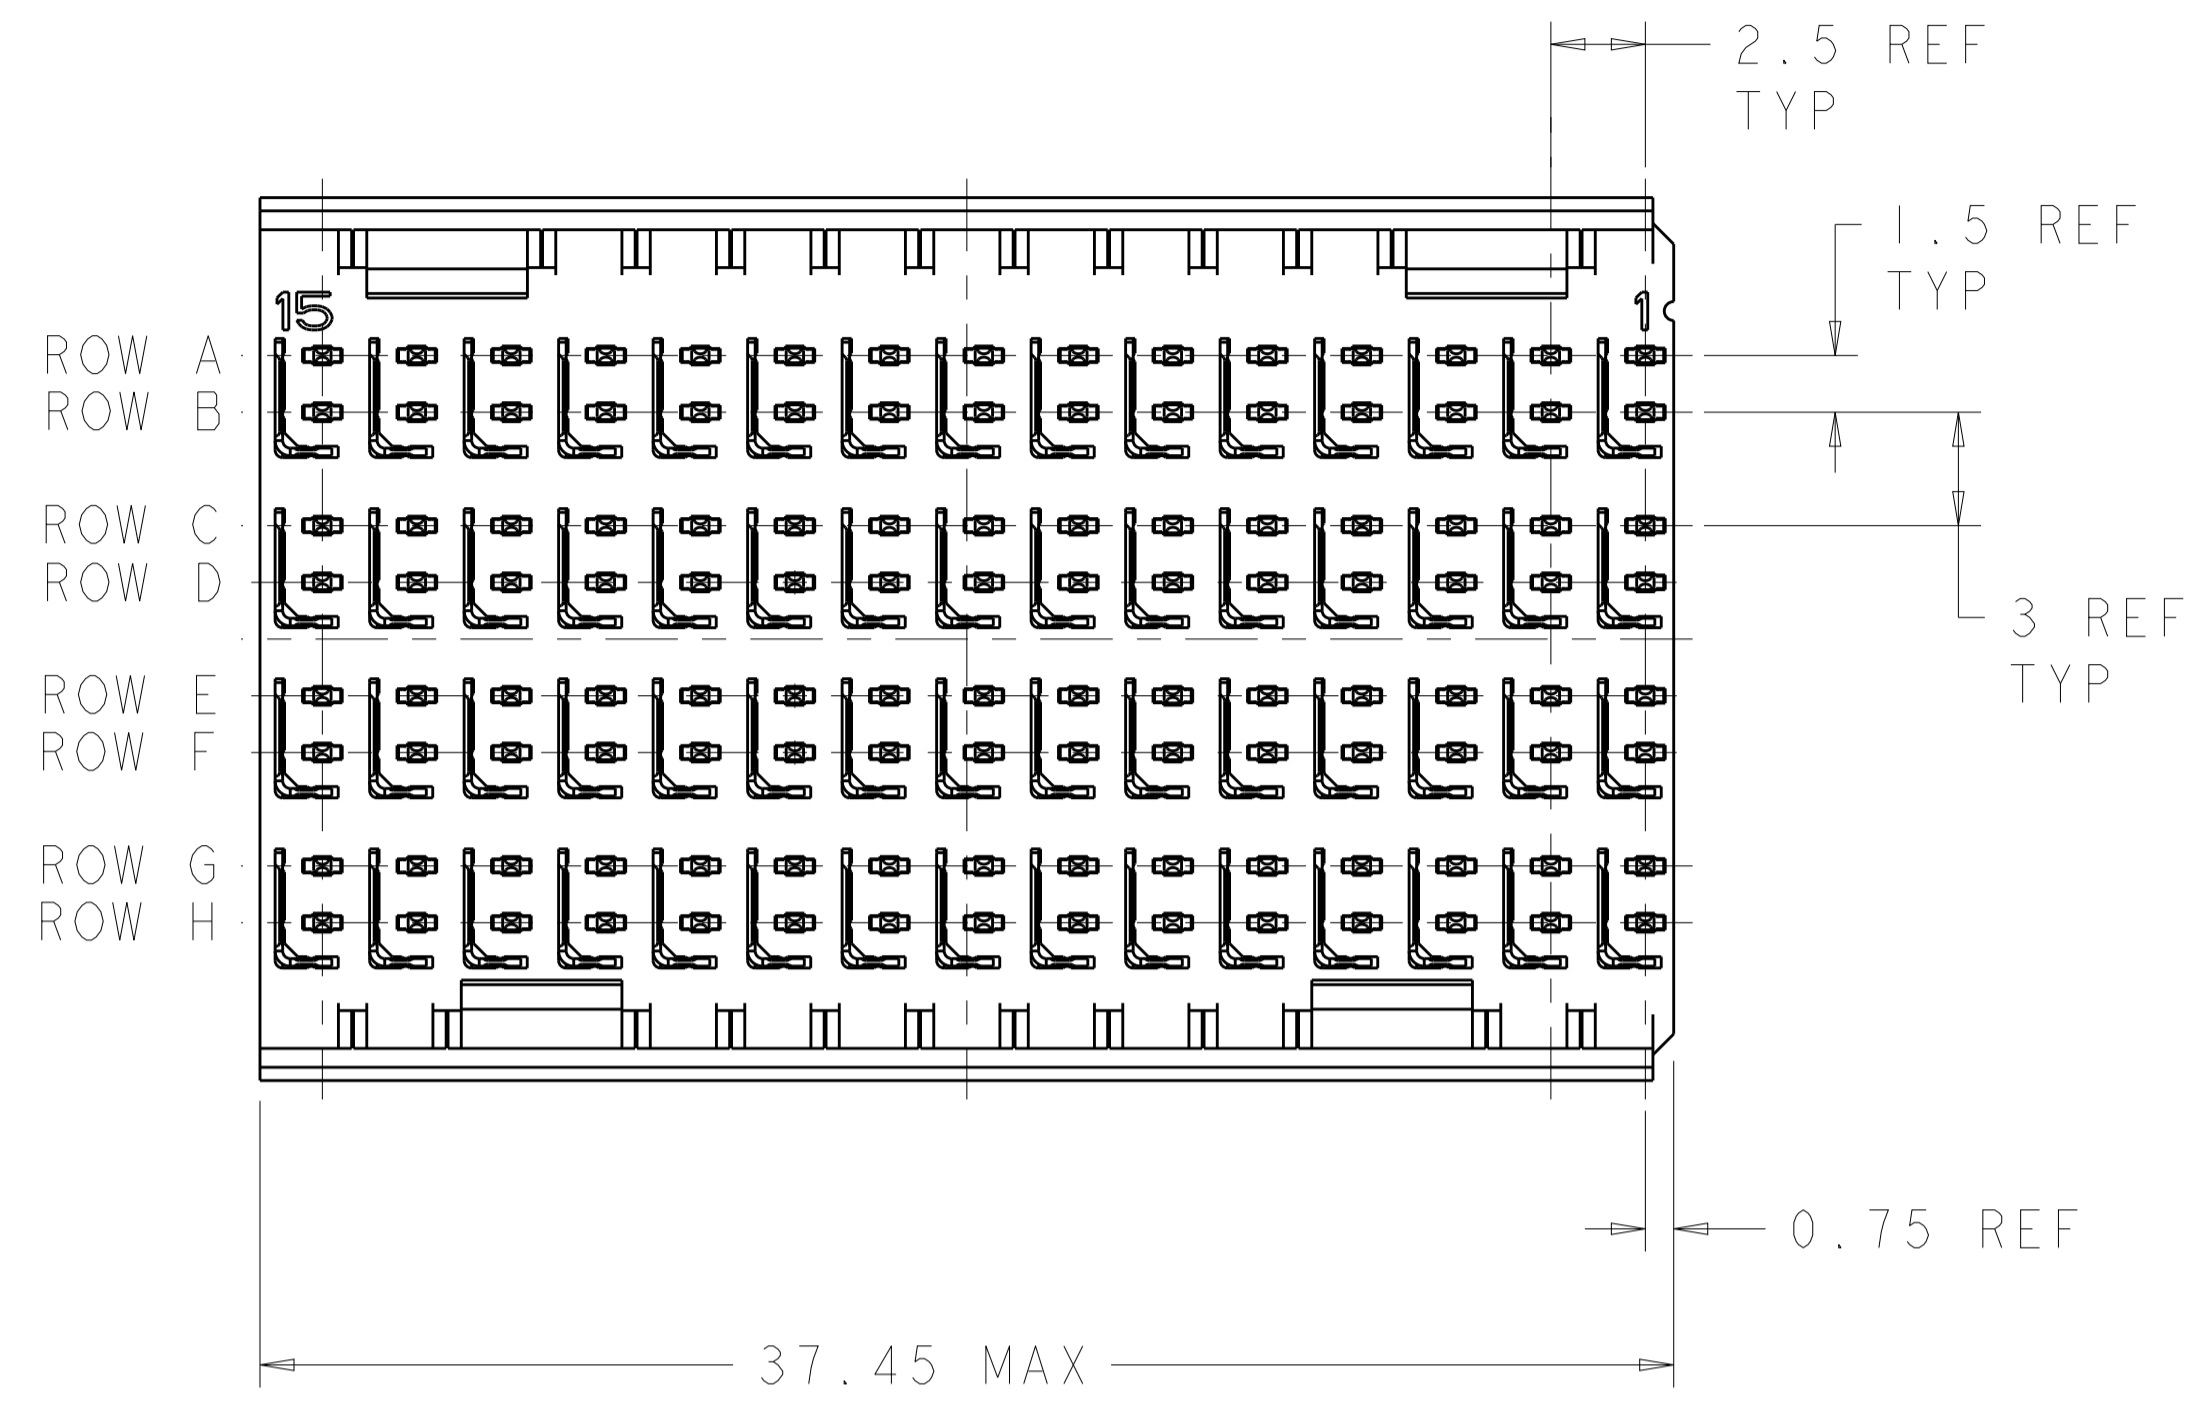 2.5 REF
TYP
1.5 REF
TYP
15
1
ROW A
ROW B
ROW C
ROW D
3 REF
TYP
ROW E
ROW F
ROW G
ROW H
0.75 REF
37.45 MAX